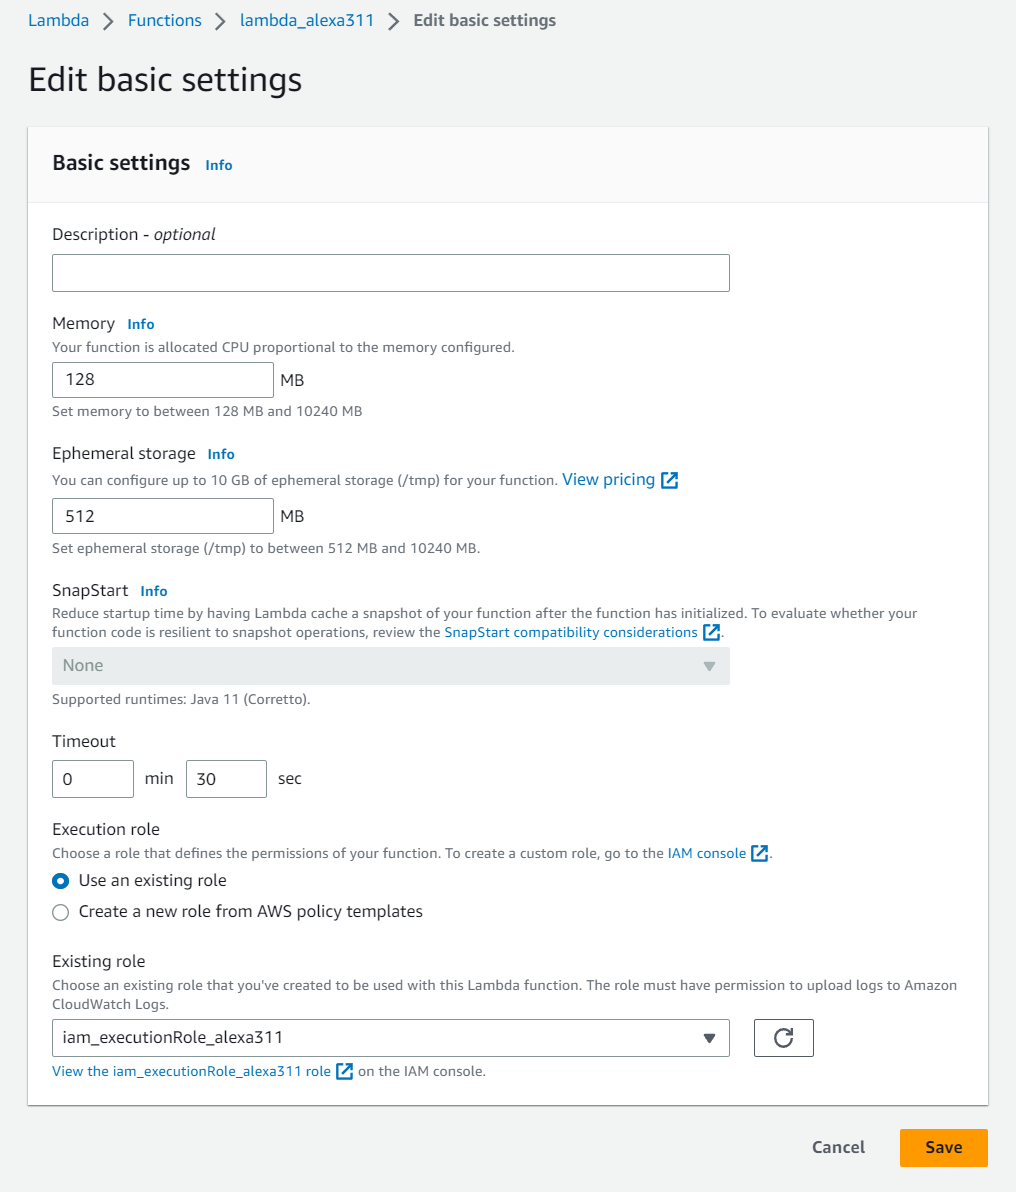 Lambda > Functions > lambda_alexa311 > Edit basic settings
Edit basic settings
Basic settings Info
Description - optional
Memory Info
Your function is allocated CPU proportional to the memory configured.
128 MB
Set memory to between 128 MB and 10240 MB
Ephemeral storage Info
You can configure up to 10 GB of ephemeral storage (/tmp) for your function. View pricing
512 MB
Set ephemeral storage (/tmp) to between 512 MB and 10240 MB.
SnapStart Info
Reduce startup time by having Lambda cache a snapshot of your function after the function has initialized. To evaluate whether your
function code is resilient to snapshot operations, review the SnapStart compatibility considerations.
None
Supported runtimes: Java 11 (Corretto).
Timeout
0 min 30 sec
Execution role
Choose a role that defines the permissions of your function. To create a custom role, go to the IAM console.
Use an existing role
Create a new role from AWS policy templates
Existing role
Choose an existing role that you've created to be used with this Lambda function. The role must have permission to upload logs to Amazon
CloudWatch Logs.
iam_executionRole_alexa311
View the iam_executionRole_alexa311 role on the IAM console.
Cancel Save